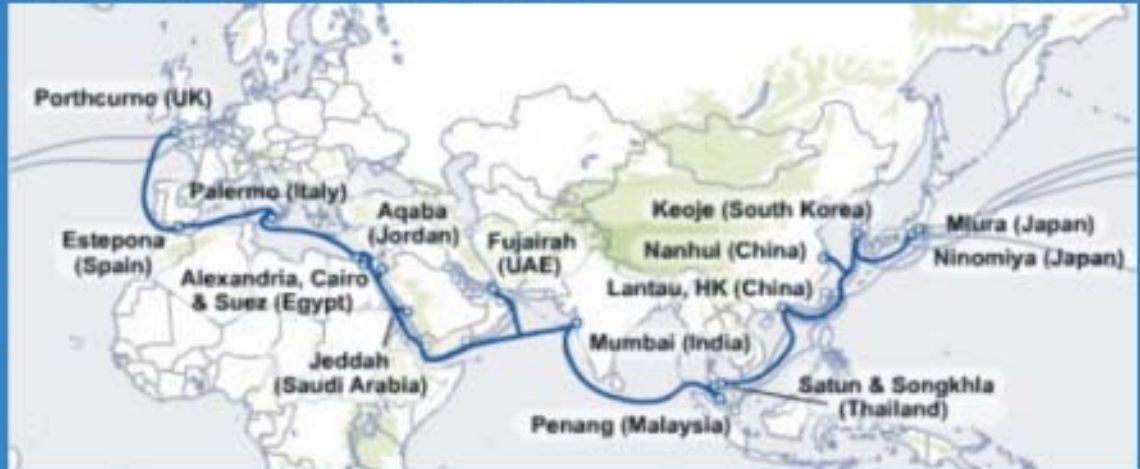 Porthcurno (UK)
Palermo (Italy)
Estepona
(Spain)
Alexandria, Cairo
& Suez (Egypt)
Aqaba
(Jordan)
Fujairah
(UAE)
Jeddah
(Saudi Arabia)
Keoje (South Korea)
Nanhui (China)
Lantau, HK (China)
Miura (Japan)
Ninomiya (Japan)
Mumbai (India)
Satun & Songkhla
(Thailand)
Penang (Malaysia)